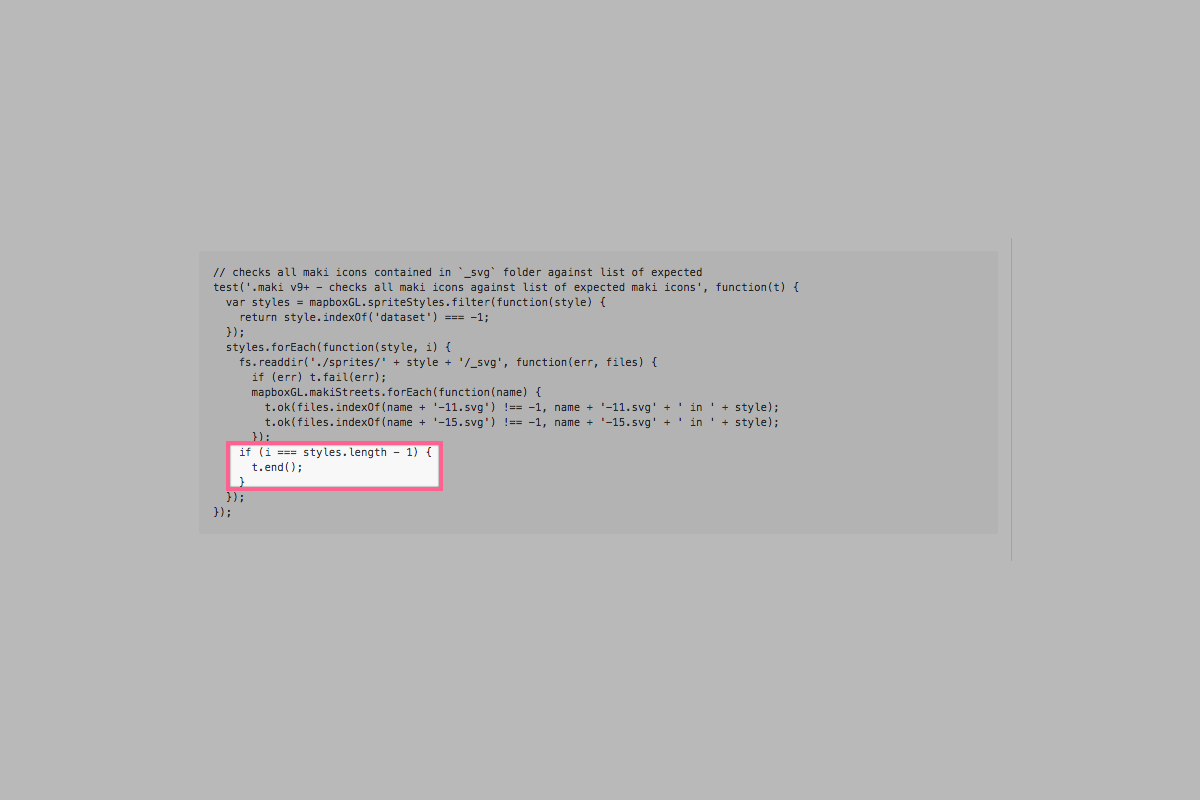 // checks all maki icons contained in `_svg` folder against list of expected
test('.maki v9+ - checks all maki icons against list of expected maki icons', function(t) {
  var styles = mapboxGL.spriteStyles.filter(function(style) {
    return style.indexOf('dataset') === -1;
  });
  styles.forEach(function(style, i) {
    fs.readdir('./sprites/' + style + '/_svg', function(err, files) {
      if (err) t.fail(err);
      mapboxGL.makiStreets.forEach(function(name) {
        t.ok(files.indexOf(name + '-11.svg') !== -1, name + '-11.svg' + ' in ' + style);
        t.ok(files.indexOf(name + '-15.svg') !== -1, name + '-15.svg' + ' in ' + style);
      });
    if (i === styles.length - 1) {
      t.end();
    }
  });
});